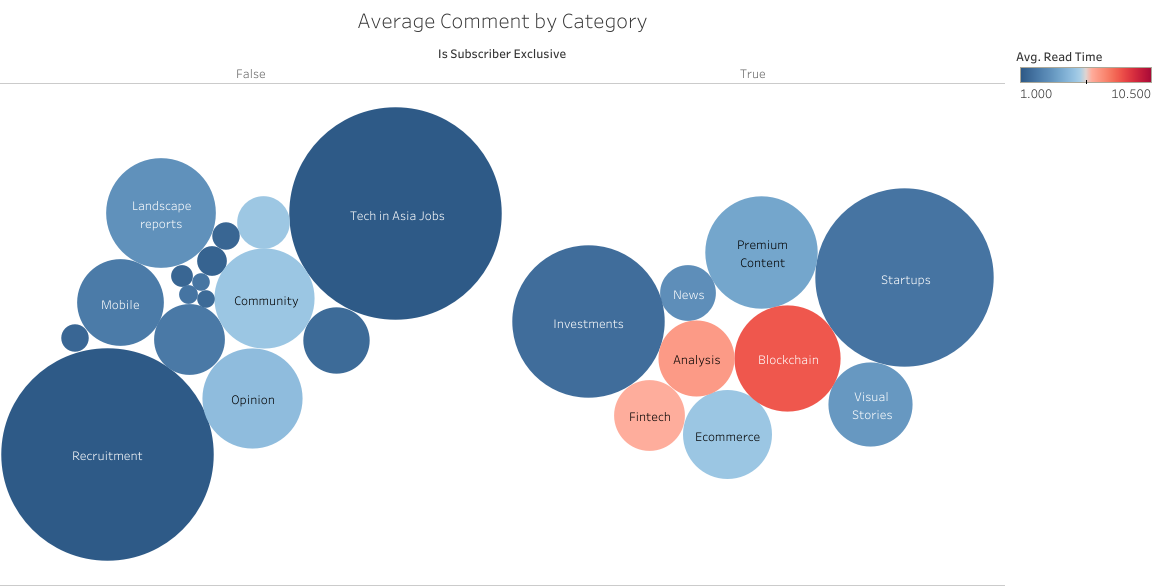 Average Comment by Category
Is Subscriber Exclusive
False
True
Avg. Read Time
1.000
10.500
Landscape
reports
Tech in Asia Jobs
Mobile
Community
Opinion
Recruitment
Premium
Content
Startups
News
Investments
Analysis
Blockchain
Fintech
Ecommerce
Visual
Stories